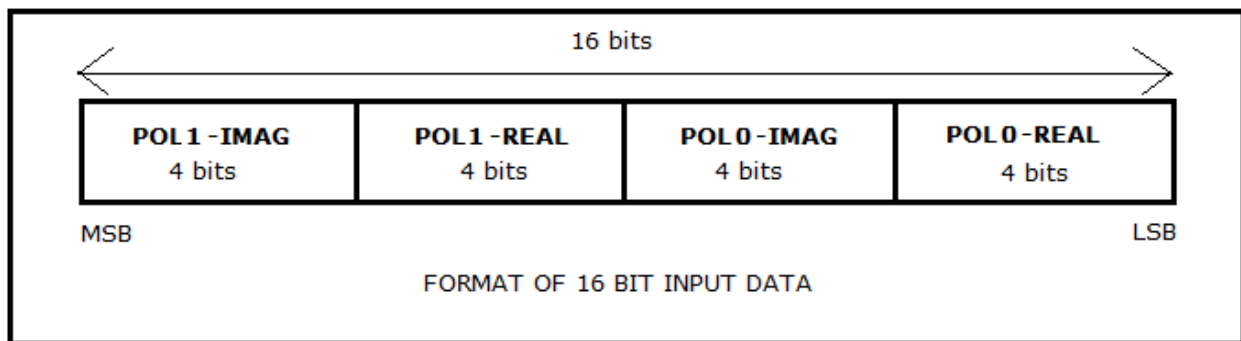 16 bits
POL1-IMAG POL1-REAL POL0-IMAG POL0-REAL
4 bits 4 bits 4 bits 4 bits
MSB LSB
FORMAT OF 16 BIT INPUT DATA